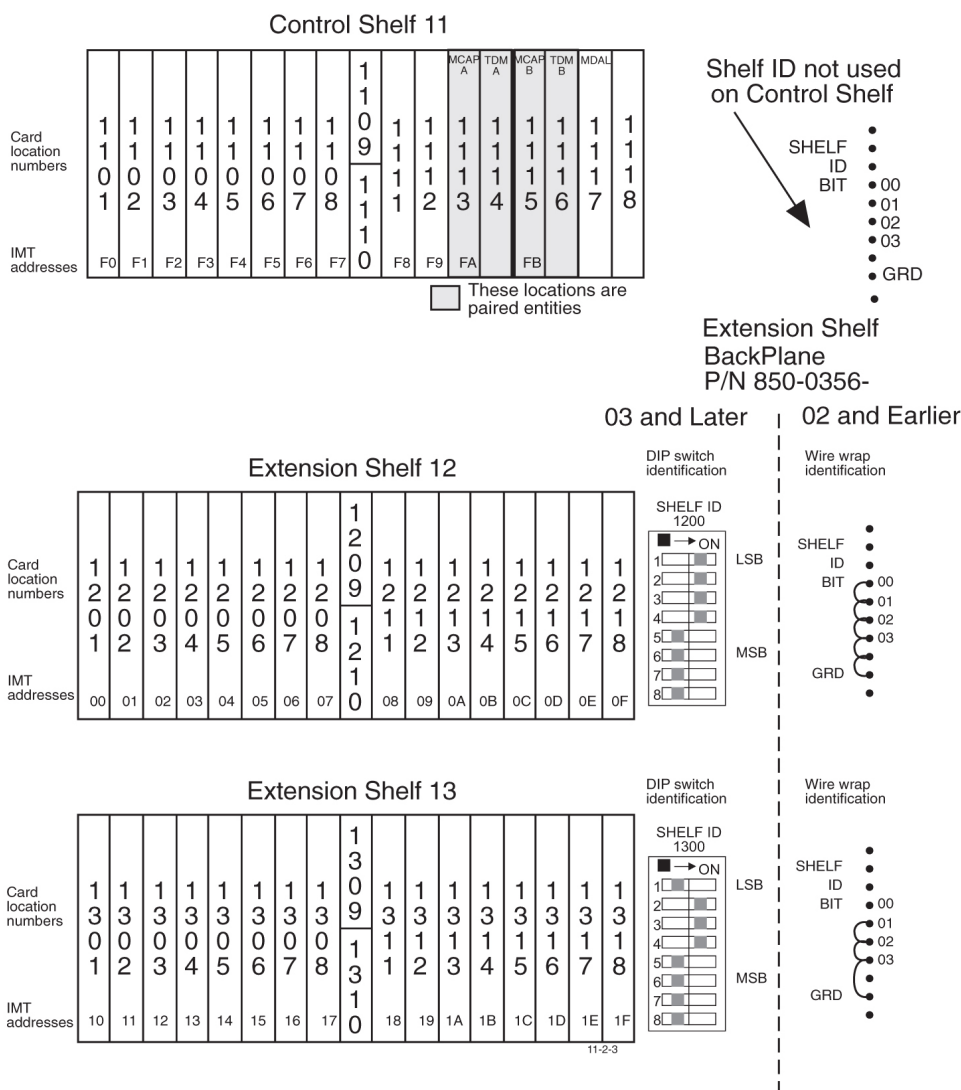 Control Shelf 11
Card location numbers
1101 1102 1103 1104 1105 1106 1107 1108 1109 1110 1111 1112 1113 1114 1115 1116 1117 1118
MCAP A TDM A MCAP B TDM B MDAL
IMT addresses
F0 F1 F2 F3 F4 F5 F6 F7 F8 F9 FA FB
These locations are
paired entities
Shelf ID not used
on Control Shelf
SHELF
ID
BIT 00
01
02
03
GRD
Extension Shelf
BackPlane
P/N 850-0356-
03 and Later
02 and Earlier
Extension Shelf 12
Card location numbers
1201 1202 1203 1204 1205 1206 1207 1208 1209 1210 1211 1212 1213 1214 1215 1216 1217 1218
IMT addresses
00 01 02 03 04 05 06 07 08 09 0A 0B 0C 0D 0E 0F
DIP switch
identification
SHELF ID
1200
ON
1 LSB
2
3
4
5
6 MSB
7
8
Wire wrap
identification
SHELF
ID
BIT 00
01
02
03
GRD
Extension Shelf 13
Card location numbers
1301 1302 1303 1304 1305 1306 1307 1308 1309 1310 1311 1312 1313 1314 1315 1316 1317 1318
IMT addresses
10 11 12 13 14 15 16 17 18 19 1A 1B 1C 1D 1E 1F
11-2-3
DIP switch
identification
SHELF ID
1300
ON
1 LSB
2
3
4
5
6 MSB
7
8
Wire wrap
identification
SHELF
ID
BIT 00
01
02
03
GRD